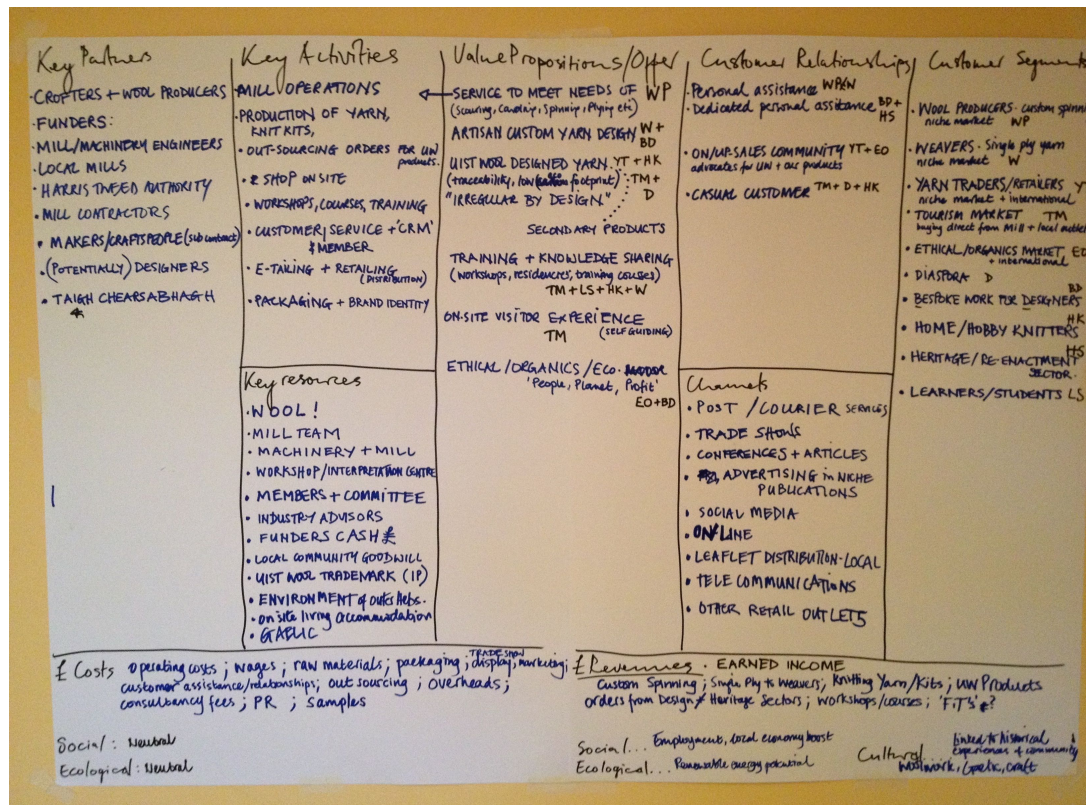 Key Partners
• CROFTERS + WOOL PRODUCERS
• FUNDERS:
• MILL/MACHINERY ENGINEERS
• LOCAL MILLS
• HARRIS TWEED AUTHORITY
• MILL CONTRACTORS
• MAKERS/CRAFTSPEOPLE (sub contract)
• (POTENTIALLY) DESIGNERS
• TAIGH CHEARSABHAGH
Key Activities
• MILL OPERATIONS
• PRODUCTION OF YARN,
KNIT KITS,
• OUT-SOURCING ORDERS FOR UW
products.
• SHOP ON SITE
• WORKSHOPS, COURSES, TRAINING
• CUSTOMER SERVICE + 'CRM'
& MEMBER
• E-TAILING + RETAILING
(DISTRIBUTION)
• PACKAGING + BRAND IDENTITY
Key resources
• WOOL!
• MILL TEAM
• MACHINERY + MILL
• WORKSHOP/INTERPRETATION CENTRE
• MEMBERS + COMMITTEE
• INDUSTRY ADVISORS
• FUNDERS CASH £
• LOCAL COMMUNITY GOODWILL
• UIST WOOL TRADEMARK (IP)
• ENVIRONMENT of Outer Hebs.
• on site living accommodation
• GAELIC
Value Propositions/Offer
SERVICE TO MEET NEEDS OF WP
(scouring, carding, spinning, plying etc)
ARTISAN CUSTOM YARN DESIGN W +
BD
UIST WOOL DESIGNED YARN. YT + HK
(traceability, low footprint) TM +
"IRREGULAR BY DESIGN" D
SECONDARY PRODUCTS
TRAINING + KNOWLEDGE SHARING
(workshops, residencies, training courses)
TM + LS + HK + W
ON-SITE VISITOR EXPERIENCE
TM (SELF GUIDING)
ETHICAL/ORGANICS/ECO.
'People, Planet, Profit'
EO + BD
Customer Relationships
• Personal assistance WP/W
• Dedicated personal assistance BD +
HS
• ON/UP-SALES COMMUNITY YT + EO
advocates for UW + our products
• CASUAL CUSTOMER TM + D + HK
Channels
• POST / COURIER SERVICES
• TRADE SHOWS
• CONFERENCES + ARTICLES
• ADVERTISING in NICHE
PUBLICATIONS
• SOCIAL MEDIA
• ONLINE
• LEAFLET DISTRIBUTION - LOCAL
• TELECOMMUNICATIONS
• OTHER RETAIL OUTLETS
Customer Segments
• WOOL PRODUCERS - custom spinn
niche market WP
• WEAVERS - Single ply yarn
niche market W
• YARN TRADERS/RETAILERS Y
niche market + international
• TOURISM MARKET TM
buying direct from Mill + local outlet
• ETHICAL/ORGANICS MARKET, EO
+ international
• DIASPORA D
BD
• BESPOKE WORK FOR DESIGNERS
HK
• HOME/HOBBY KNITTERS
HS
• HERITAGE/RE-ENACTMENT
SECTOR.
• LEARNERS/STUDENTS LS
£ Costs operating costs ; wages ; raw materials ; packaging ; TRADE SHOW display, marketing;
customer assistance/relationships; out sourcing ; overheads ;
consultancy fees ; PR ; samples
Social : Neutral
Ecological : Neutral
£ Revenues • EARNED INCOME
Custom Spinning ; Single Ply to Weavers ; Knitting Yarn/Kits ; UW Products
orders from Design + Heritage Sectors ; workshops/courses ; 'FiT's' ?
Social... Employment, local economy boost
Ecological... Renewable energy potential
Cultural linked to historical
experiences of community
woolwork, Gaelic, craft